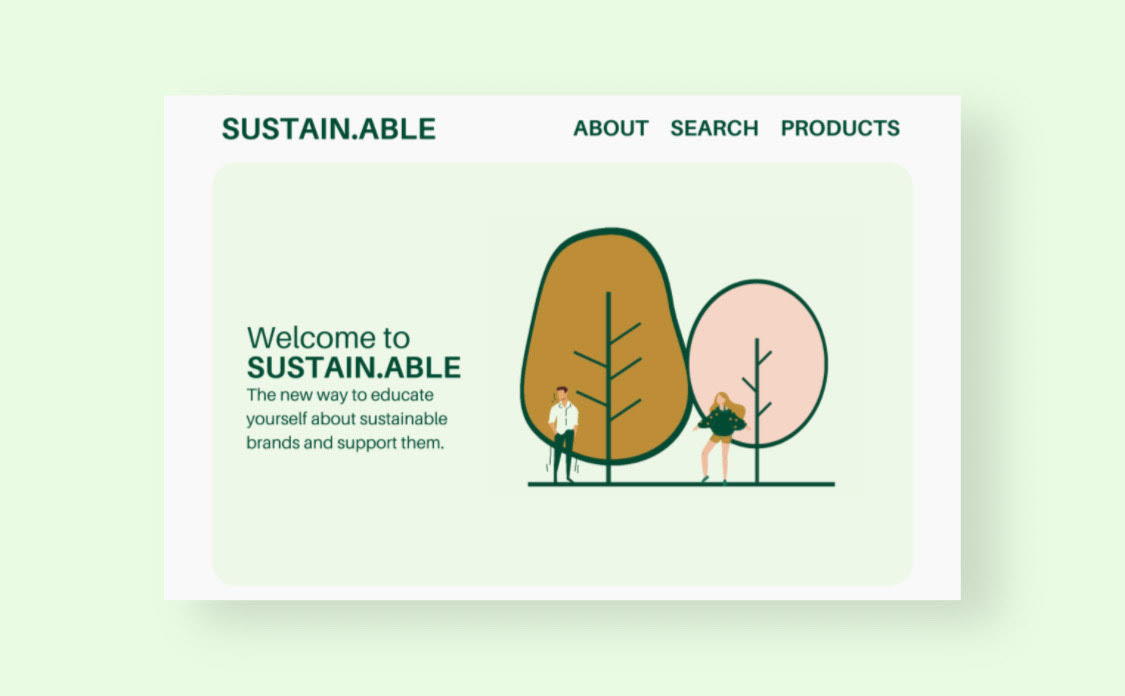 SUSTAIN.ABLE
ABOUT SEARCH PRODUCTS
Welcome to
SUSTAIN.ABLE
The new way to educate
yourself about sustainable
brands and support them.